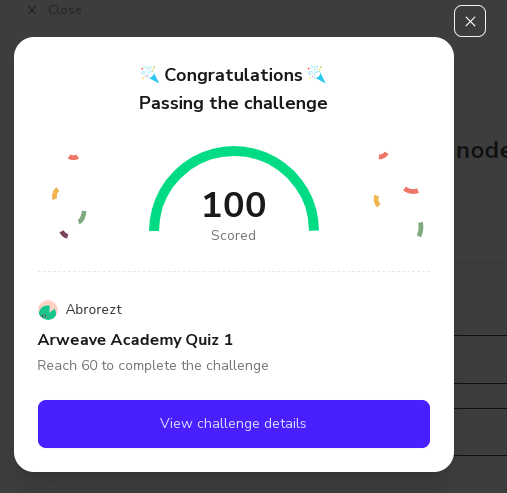 Close
Congratulations
Passing the challenge
node
100
Scored
Abrorezt
Arweave Academy Quiz 1
Reach 60 to complete the challenge
View challenge details